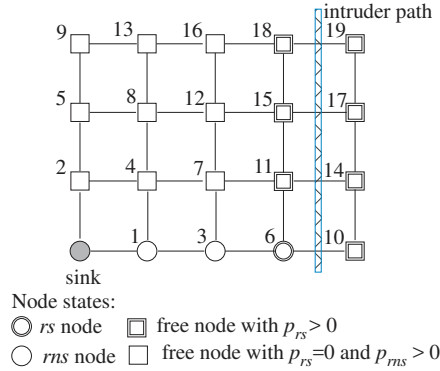 intruder path
9 13 16 18 19
5 8 12 15 17
2 4 7 11 14
1 3 6 10
sink
Node states:
rs node free node with p_rs > 0
rns node free node with p_rs=0 and p_rns > 0